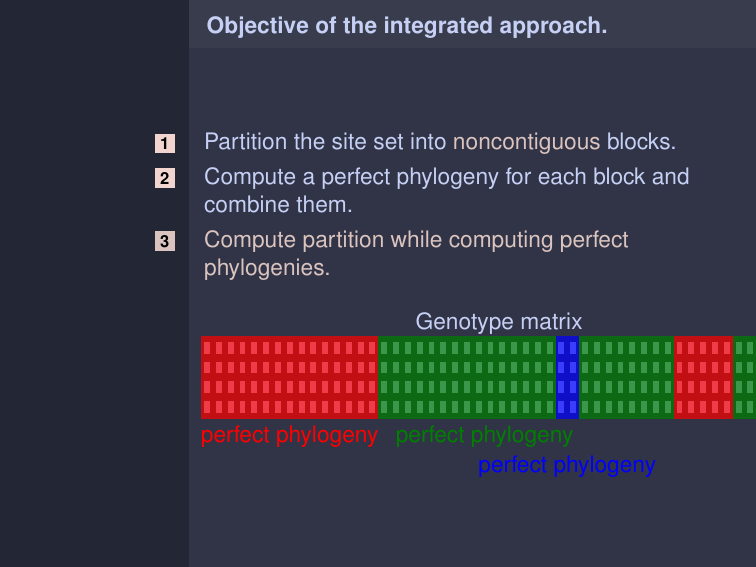 Objective of the integrated approach.
1 Partition the site set into noncontiguous blocks.
2 Compute a perfect phylogeny for each block and
combine them.
3 Compute partition while computing perfect
phylogenies.
Genotype matrix
perfect phylogeny perfect phylogeny
perfect phylogeny